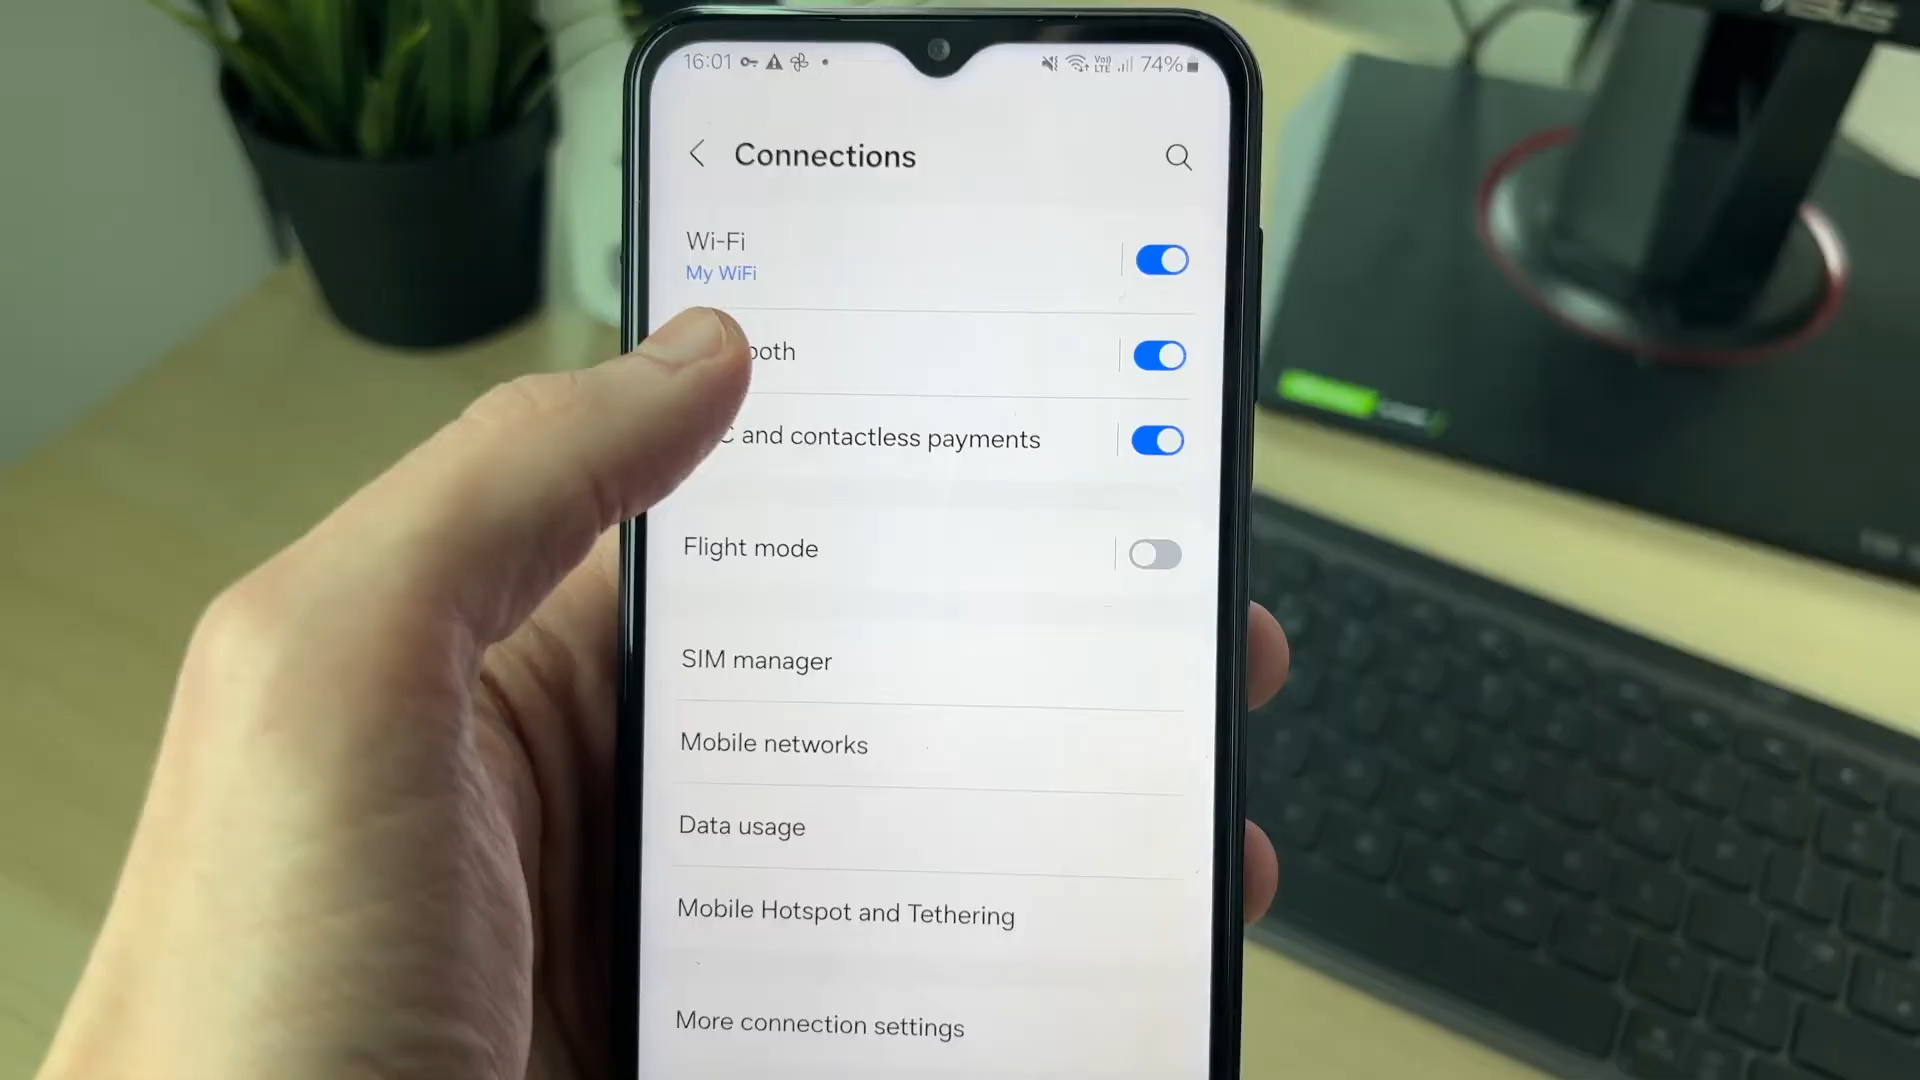 16:01 74%
Connections
Wi-Fi
My WiFi
ooth
C and contactless payments
Flight mode
SIM manager
Mobile networks
Data usage
Mobile Hotspot and Tethering
More connection settings